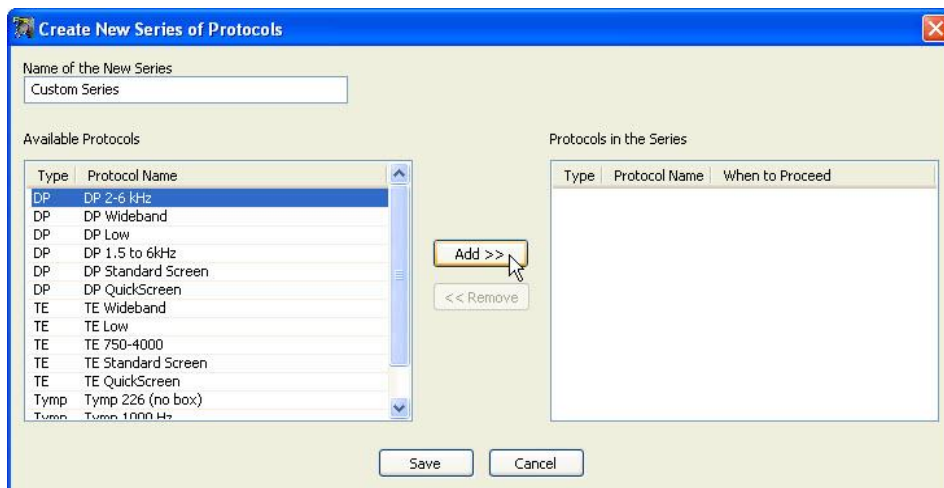 Create New Series of Protocols
Name of the New Series
Custom Series
Available Protocols
Type Protocol Name
DP DP 2-6 kHz
DP DP Wideband
DP DP Low
DP DP 1.5 to 6kHz
DP DP Standard Screen
DP DP QuickScreen
TE TE Wideband
TE TE Low
TE TE 750-4000
TE TE Standard Screen
TE TE QuickScreen
Tymp Tymp 226 (no box)
Tymp Tymp 1000 Hz
Add >>
<< Remove
Protocols in the Series
Type Protocol Name When to Proceed
Save Cancel